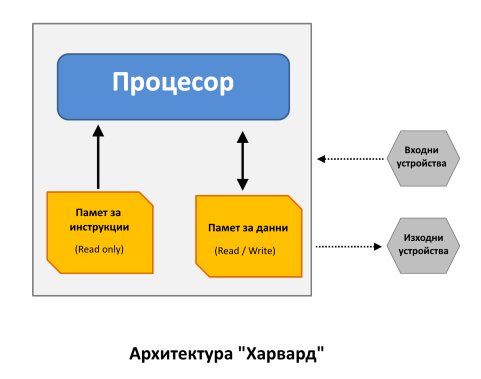 Процесор
Входни
устройства
Памет за
инструкции
(Read only)
Памет за данни
(Read / Write)
Изходни
устройства
Архитектура "Харвард"